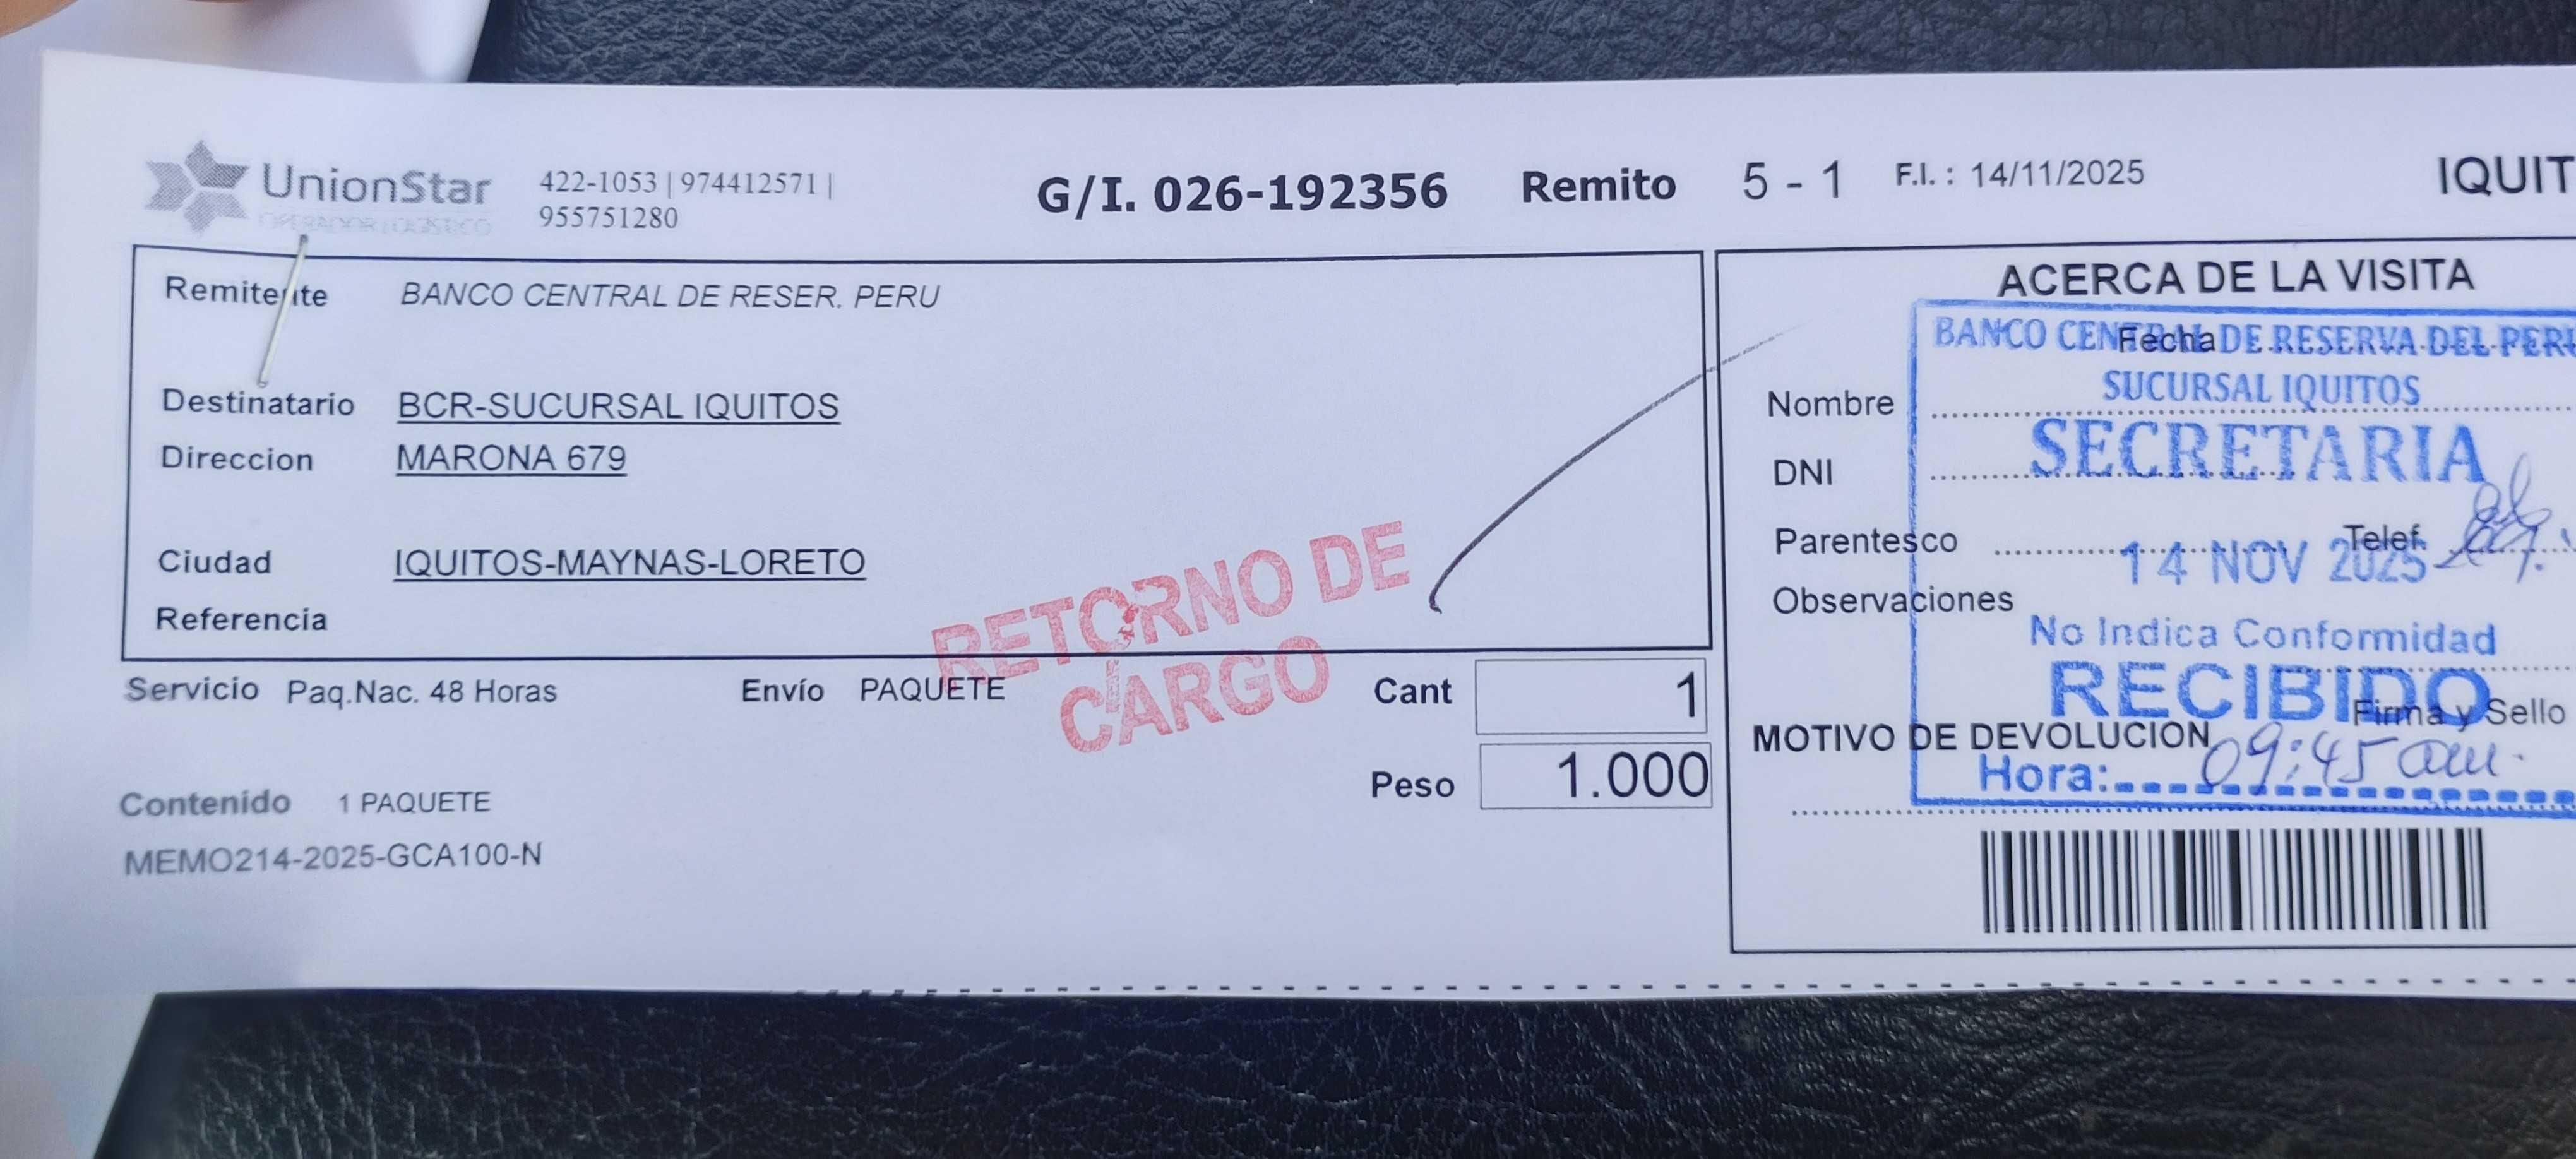 UnionStar
OPERADOR LOGISTICO
422-1053 | 974412571 |
955751280
G/I. 026-192356 Remito 5 - 1 F.I. : 14/11/2025
IQUIT
Remitente BANCO CENTRAL DE RESER. PERU
Destinatario BCR-SUCURSAL IQUITOS
Direccion MARONA 679
Ciudad IQUITOS-MAYNAS-LORETO
Referencia
RETORNO DE
CARGO
Servicio Paq.Nac. 48 Horas Envío PAQUETE Cant 1
Peso 1.000
Contenido 1 PAQUETE
MEMO214-2025-GCA100-N
ACERCA DE LA VISITA
Fecha
Nombre
DNI
Parentesco Telef.
Observaciones
Firma y Sello
MOTIVO DE DEVOLUCION
BANCO CENTRAL DE RESERVA DEL PERU
SUCURSAL IQUITOS
SECRETARIA
14 NOV 2025
No Indica Conformidad
RECIBIDO
Hora: 09:45 am.